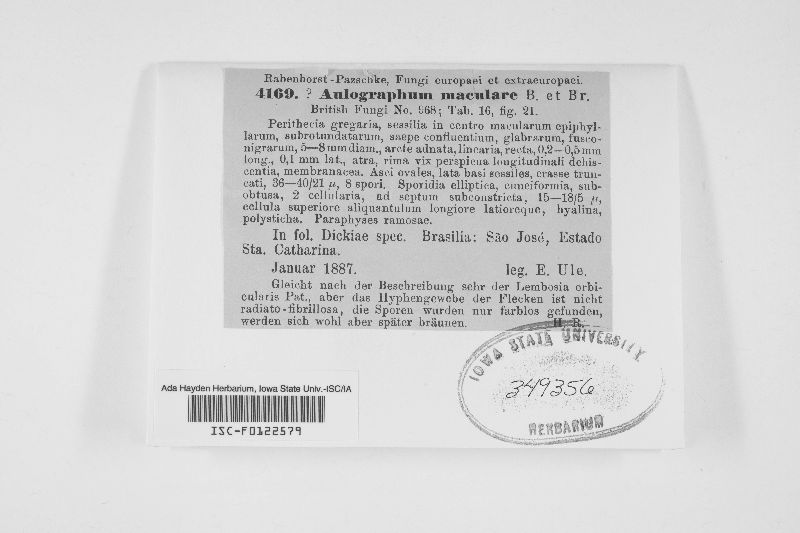 Rabenhorst-Pazschke, Fungi europaei et extraeuropaei.
4169. ? Aulographum maculare B. et Br.
British Fungi No. 968; Tab. 16, fig. 21.
Perithecia gregaria, sessilia in centro macularum epiphyl-
larum, subrotundatarum, saepe confluentium, glabrarum, fusco-
nigrarum, 5—8 mm diam., arcte adnata, linearia, recta, 0,2—0,5 mm
long., 0,1 mm lat., atra, rima vix perspicua longitudinali dehis-
centia, membranacea. Asci ovales, lata basi sessiles, crasse trun-
cati, 36—40/21 µ, 8 spori. Sporidia elliptica, cuneiformia, sub-
obtusa, 2 cellularia, ad septum subconstricta, 15—18/5 µ,
cellula superiore aliquantulum longiore latioreque, hyalina,
polysticha. Paraphyses ramosae.
In fol. Dickiae spec. Brasilia: São José, Estado
Sta. Catharina.
Januar 1887. leg. E. Ule.
Gleicht nach der Beschreibung sehr der Lembosia orbi-
cularis Pat., aber das Hyphengewebe der Flecken ist nicht
radiato-fibrillosa, die Sporen wurden nur farblos gefunden,
werden sich wohl aber später bräunen. H. R.
IOWA STATE UNIVERSITY
349356
HERBARIUM
Ada Hayden Herbarium, Iowa State Univ.-ISC/IA
ISC-F0122579